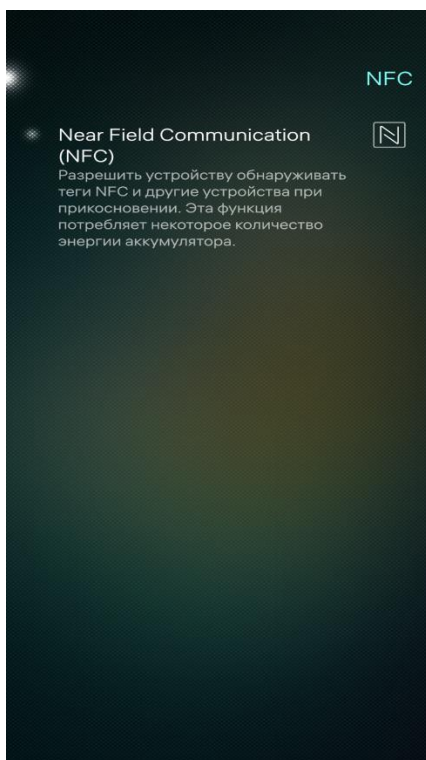 NFC
Near Field Communication
(NFC)
Разрешить устройству обнаруживать
теги NFC и другие устройства при
прикосновении. Эта функция
потребляет некоторое количество
энергии аккумулятора.